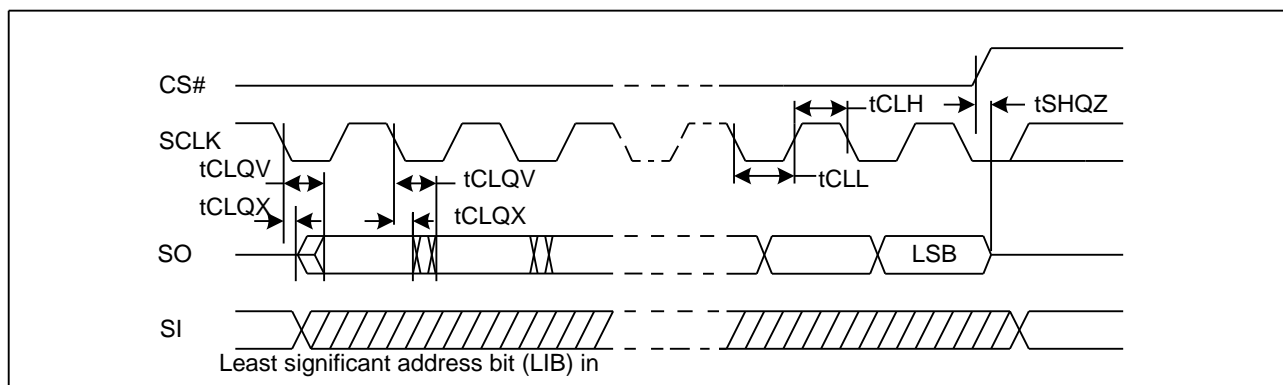 CS#
tCLH
tSHQZ
SCLK
tCLQV
tCLQV
tCLL
tCLQX
tCLQX
SO
LSB
SI
Least significant address bit (LIB) in